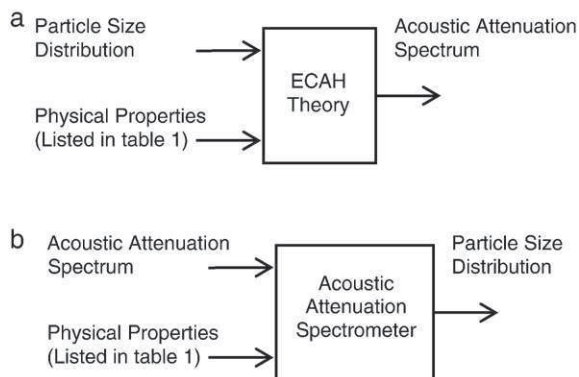 a
Particle Size
Distribution
Acoustic Attenuation
Spectrum
ECAH
Theory
Physical Properties
(Listed in table 1)
b
Acoustic Attenuation
Spectrum
Particle Size
Distribution
Acoustic
Attenuation
Spectrometer
Physical Properties
(Listed in table 1)